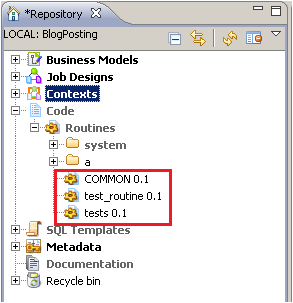 *Repository
LOCAL: BlogPosting
Business Models
Job Designs
Contexts
Code
Routines
system
a
COMMON 0.1
test_routine 0.1
tests 0.1
SQL Templates
Metadata
Documentation
Recycle bin